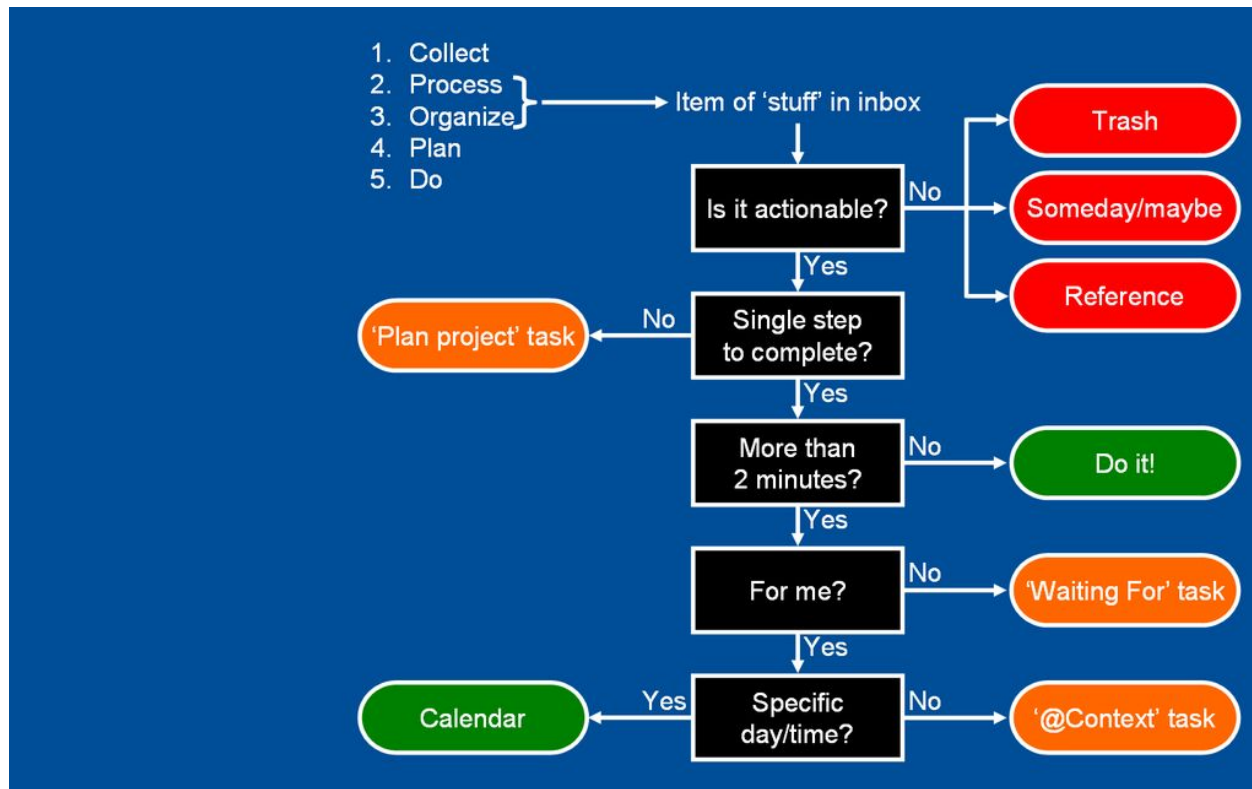 1. Collect
2. Process
3. Organize
4. Plan
5. Do
Item of ‘stuff’ in inbox
Is it actionable?
No
Trash
Someday/maybe
Reference
Yes
Single step
to complete?
No
‘Plan project’ task
Yes
More than
2 minutes?
No
Do it!
Yes
For me?
No
‘Waiting For’ task
Yes
Specific
day/time?
Yes
Calendar
No
‘@Context’ task